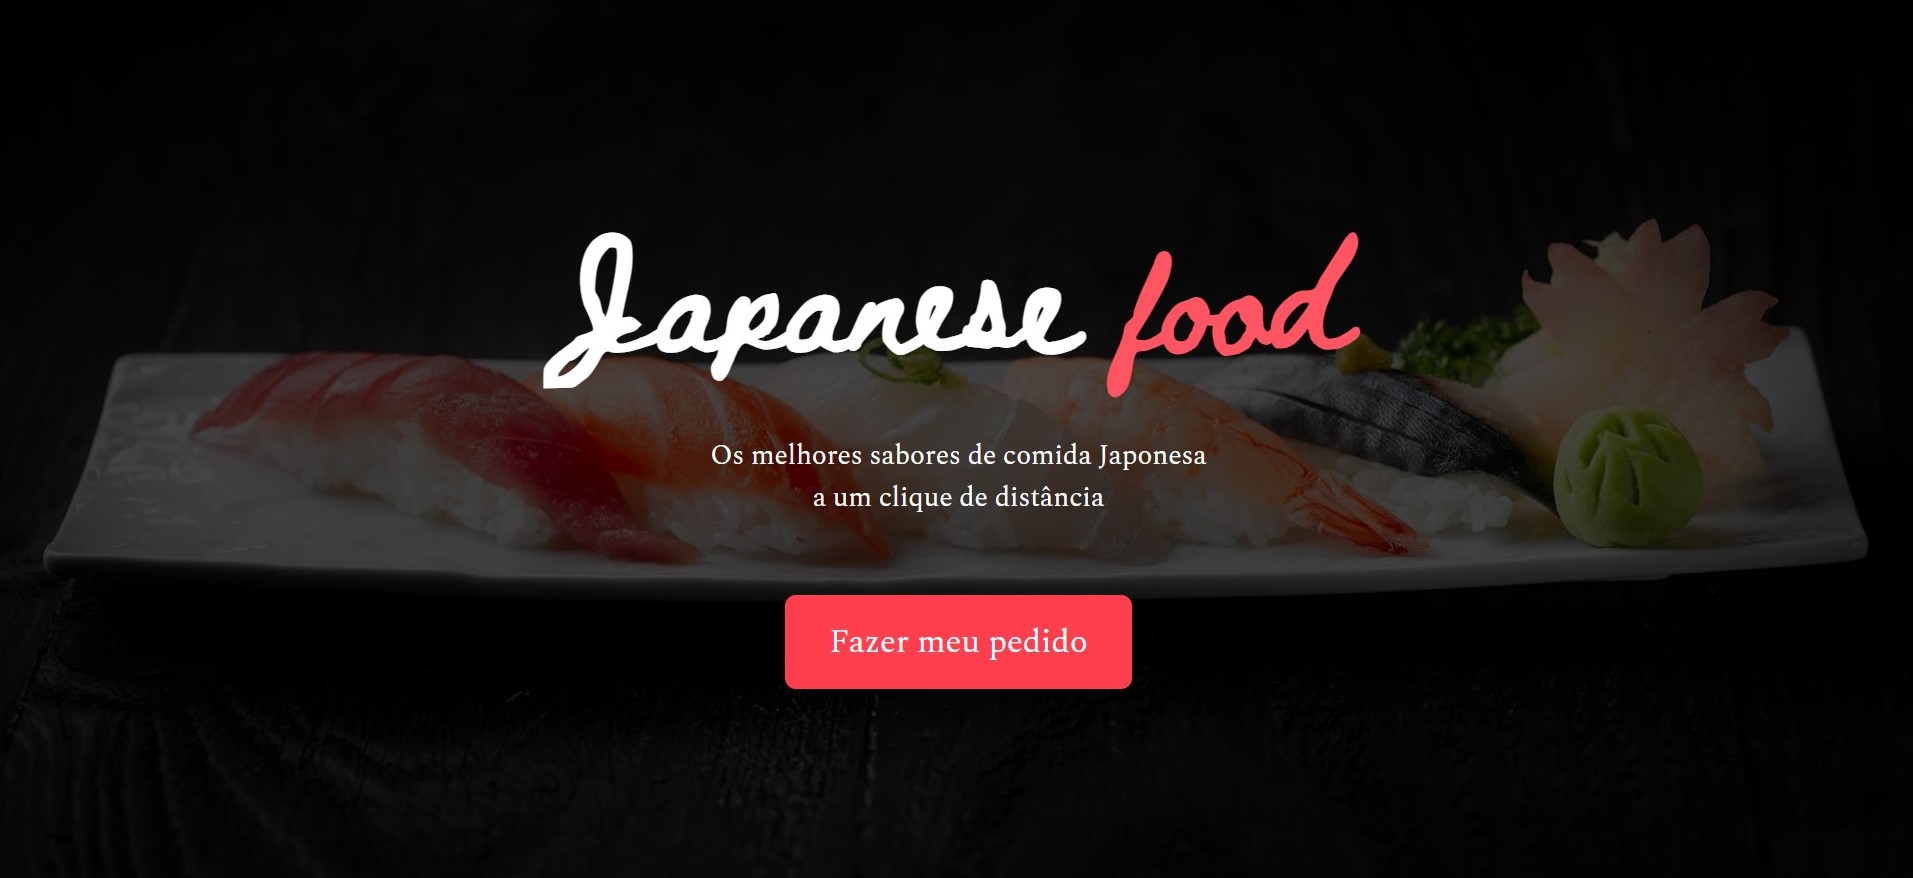 Japanese food
Os melhores sabores de comida Japonesa
a um clique de distância
Fazer meu pedido